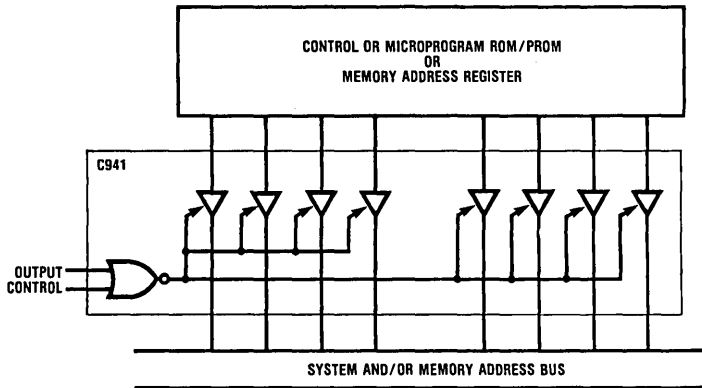 CONTROL OR MICROPROGRAM ROM/PROM
OR
MEMORY ADDRESS REGISTER
C941
OUTPUT
CONTROL
SYSTEM AND/OR MEMORY ADDRESS BUS